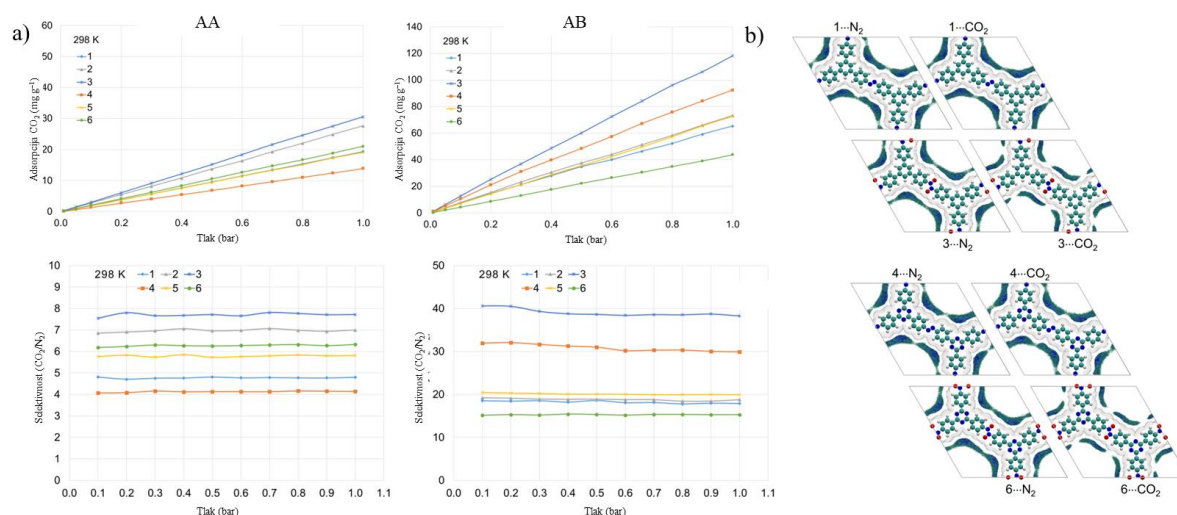 a)
AA
AB
b)
60
50
40
30
20
10
0
298 K
1
2
3
4
5
6
0.0 0.2 0.4 0.6 0.8 1.0
Adsorpcija CO₂ (mg g⁻¹)
Tlak (bar)
140
120
100
80
60
40
20
0
298 K
1
2
3
4
5
6
0.0 0.2 0.4 0.6 0.8 1.0
Adsorpcija CO₂ (mg g⁻¹)
Tlak (bar)
9
8
7
6
5
4
3
2
1
0
298 K 1 2 3
4 5 6
0.0 0.1 0.2 0.3 0.4 0.5 0.6 0.7 0.8 0.9 1.0 1.1
Selektivnost (CO₂/N₂)
Tlak (bar)
50
40
30
20
10
0
298 K 1 2 3
4 5 6
0.0 0.1 0.2 0.3 0.4 0.5 0.6 0.7 0.8 0.9 1.0 1.1
Selektivnost (CO₂/N₂)
Tlak (bar)
1···N₂ 1···CO₂
3···N₂ 3···CO₂
4···N₂ 4···CO₂
6···N₂ 6···CO₂